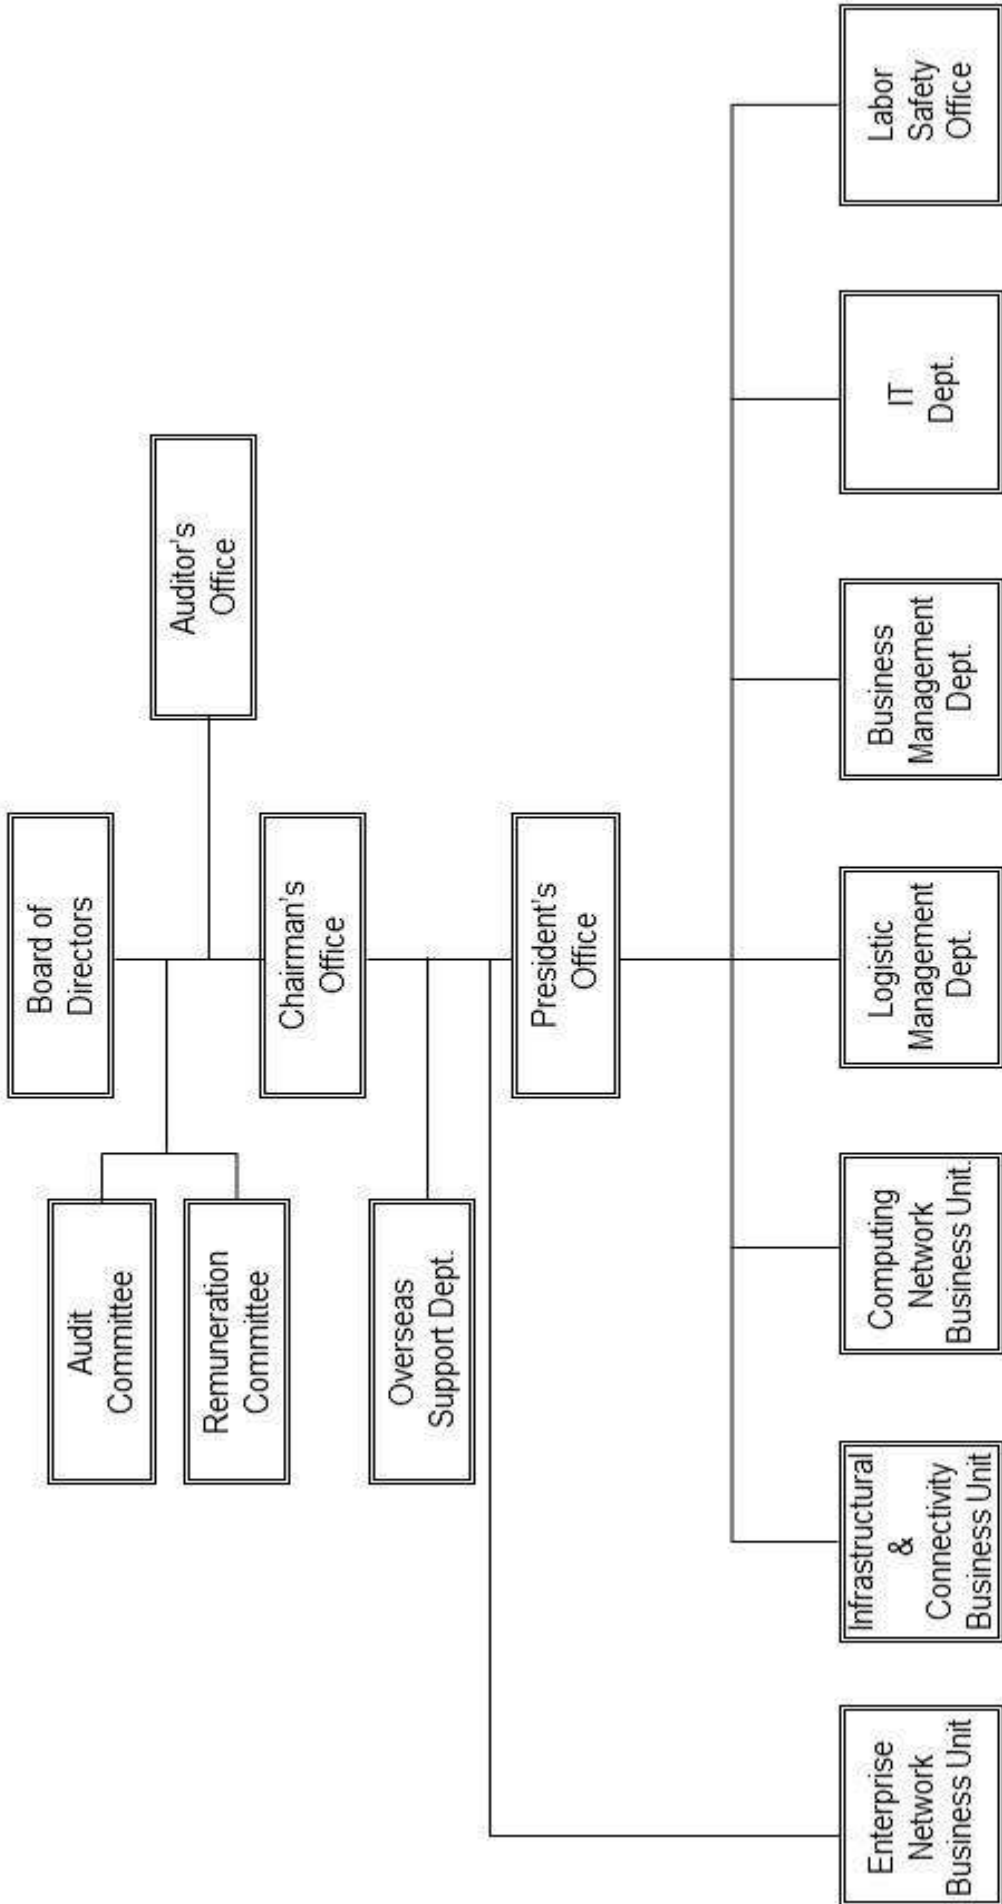 Board of
Directors
Audit
Committee
Remuneration
Committee
Auditor's
Office
Chairman's
Office
Overseas
Support Dept.
President's
Office
Enterprise
Network
Business Unit
Infrastructural
&
Connectivity
Business Unit
Computing
Network
Business Unit.
Logistic
Management
Dept.
Business
Management
Dept.
IT
Dept.
Labor
Safety
Office